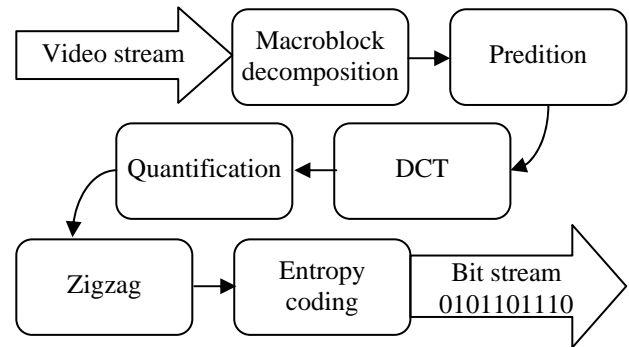 Video stream
Macroblock
decomposition
Predition
Quantification
DCT
Zigzag
Entropy
coding
Bit stream
0101101110